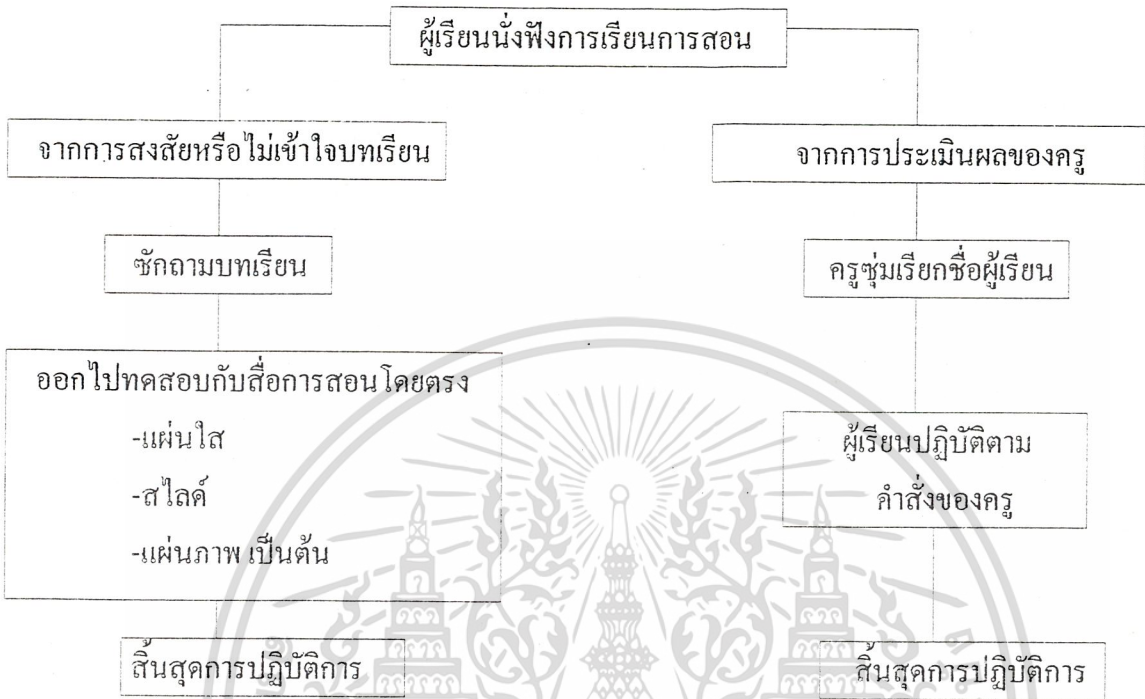 ผู้เรียนนั่งฟังการเรียนการสอน
จากการสงสัยหรือไม่เข้าใจบทเรียน
จากการประเมินผลของครู
ซักถามบทเรียน
ครูซุ่มเรียกชื่อผู้เรียน
ออกไปทดสอบกับสื่อการสอนโดยตรง
-แผ่นใส
-สไลด์
-แผ่นภาพ เป็นต้น
ผู้เรียนปฏิบัติตาม
คำสั่งของครู
สิ้นสุดการปฏิบัติการ
สิ้นสุดการปฏิบัติการ